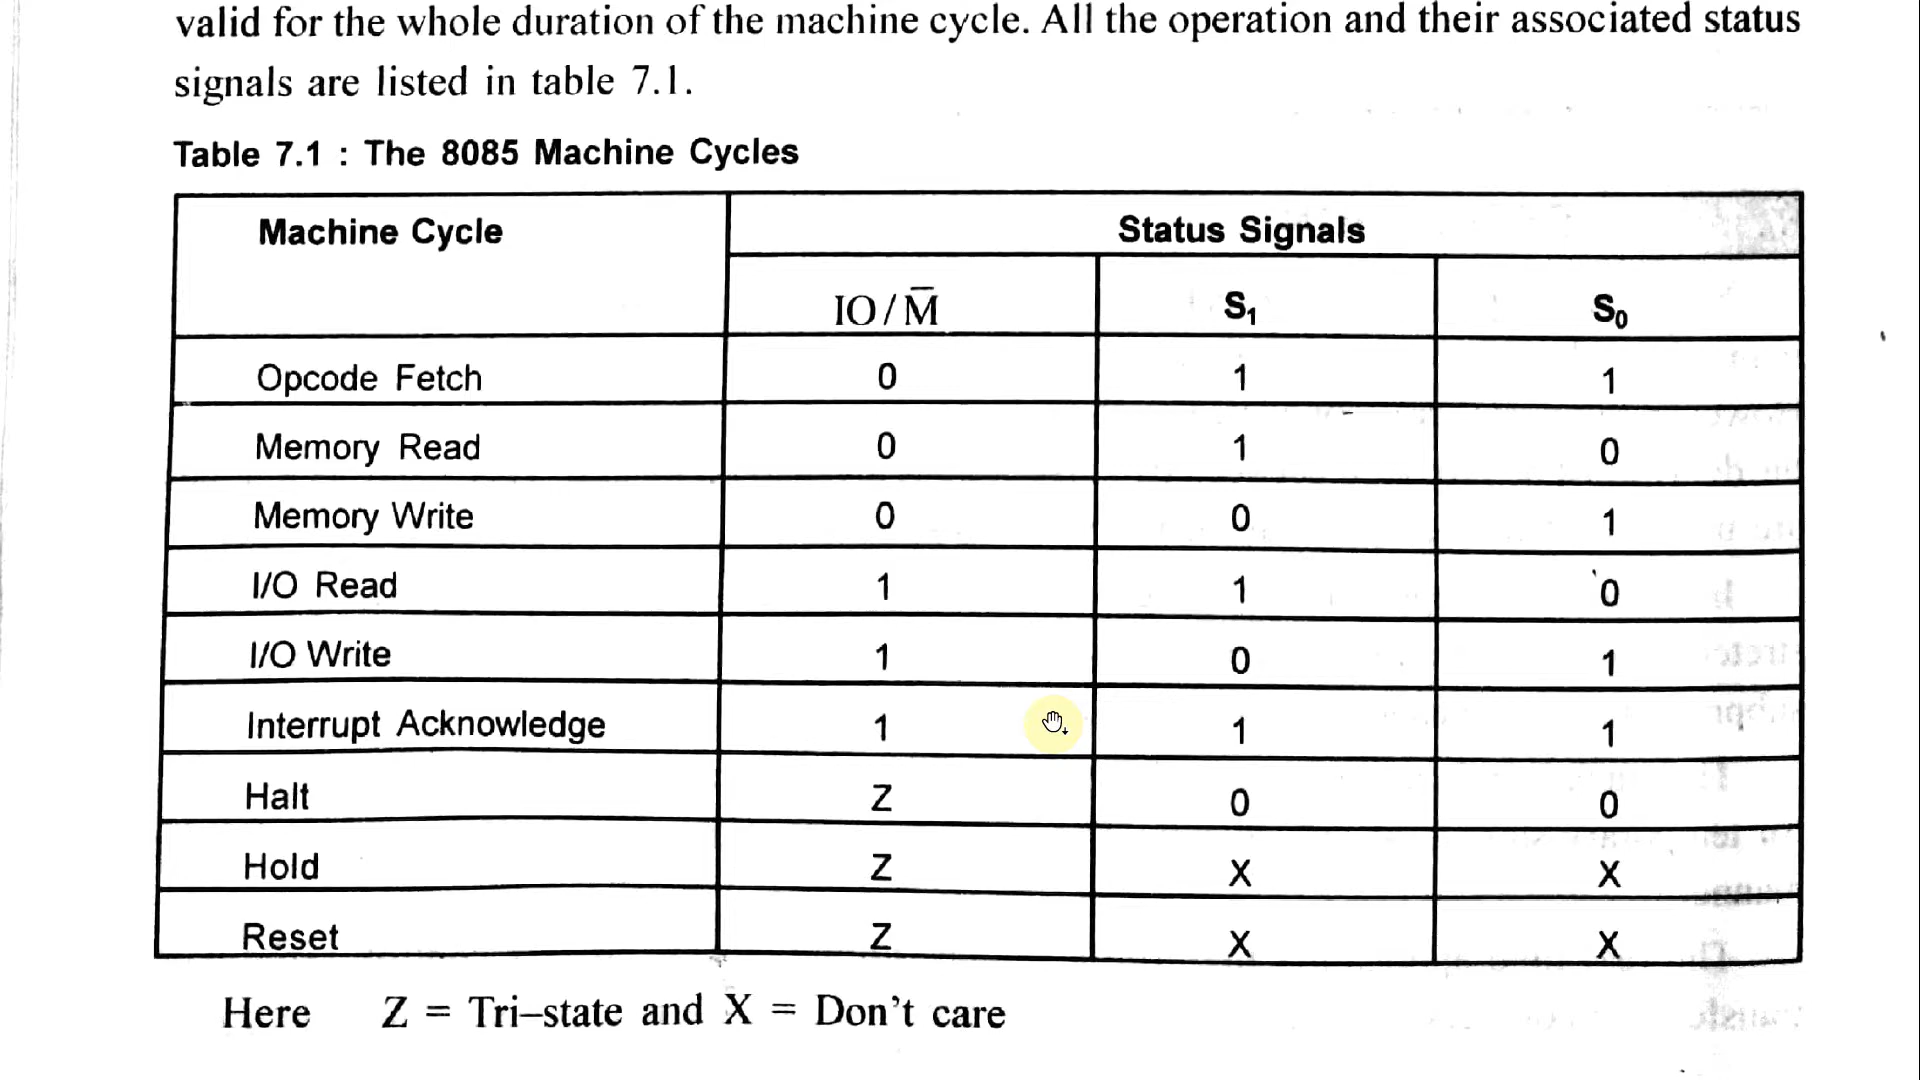 valid for the whole duration of the machine cycle. All the operation and their associated status
signals are listed in table 7.1.
Table 7.1 : The 8085 Machine Cycles
Machine Cycle Status Signals
IO/M̅ S₁ S₀
Opcode Fetch 0 1 1
Memory Read 0 1 0
Memory Write 0 0 1
I/O Read 1 1 0
I/O Write 1 0 1
Interrupt Acknowledge 1 1 1
Halt Z 0 0
Hold Z X X
Reset Z X X
Here Z = Tri–state and X = Don't care